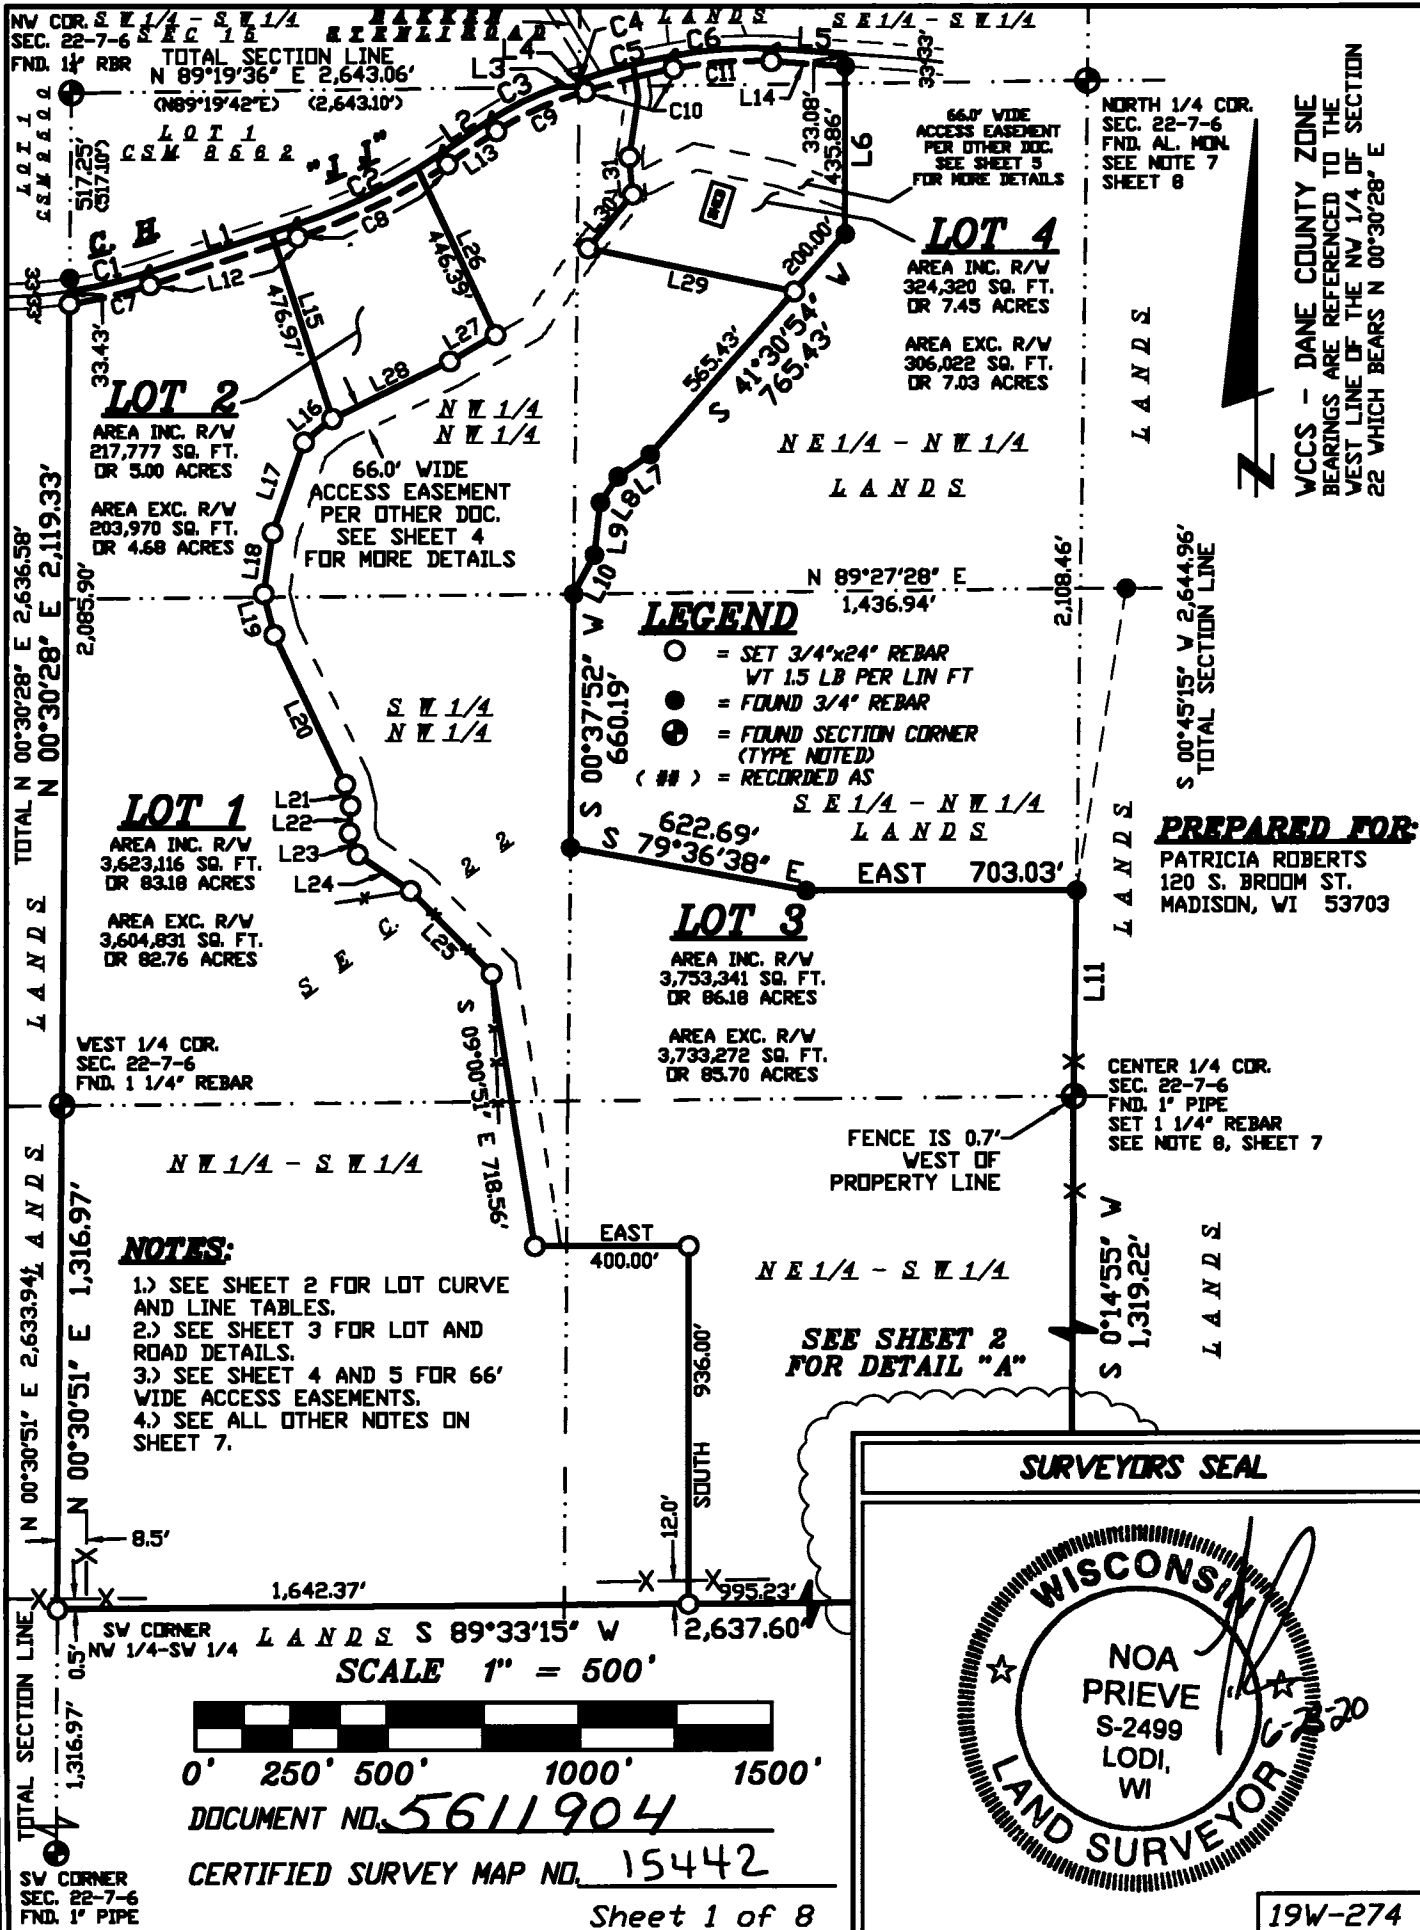 NW COR.
SEC. 22-7-6
FND. 1¼" RBR
S W 1/4 - S W 1/4
SEC 15
TOTAL SECTION LINE
N 89°19'36" E 2,643.06'
(N89°19'42"E) (2,643.10')
LANDS
S E 1/4 - S W 1/4
LOT 1
CSM 8562
LOT 1
517.25'
(517.10')
C. H. "J J"
L3
L4
C4
C5
C6
L5
C3
C9
C10
C11
L14
L2
L13
C2
C8
L1
L12
C1
C7
33'
33'
33'
33'
33.43'
33.08'
435.86'
L6
66.0' WIDE
ACCESS EASEMENT
PER OTHER DOC.
SEE SHEET 5
FOR MORE DETAILS
NORTH 1/4 COR.
SEC. 22-7-6
FND. AL. MON.
SEE NOTE 7
SHEET 8
WCCS - DANE COUNTY ZONE
BEARINGS ARE REFERENCED TO THE
WEST LINE OF THE NW 1/4 OF SECTION
22 WHICH BEARS N 00°30'28" E
N
SHED
L31
L30
L29
L26
446.39'
L15
476.97'
L27
L28
L16
L17
L18
L19
L20
LOT 4
AREA INC. R/W
324,320 SQ. FT.
OR 7.45 ACRES
AREA EXC. R/W
306,022 SQ. FT.
OR 7.03 ACRES
200.00'
565.43'
S 41°30'54" W
765.43'
LOT 2
AREA INC. R/W
217,777 SQ. FT.
OR 5.00 ACRES
AREA EXC. R/W
203,970 SQ. FT.
OR 4.68 ACRES
N W 1/4
N W 1/4
66.0' WIDE
ACCESS EASEMENT
PER OTHER DOC.
SEE SHEET 4
FOR MORE DETAILS
N E 1/4 - N W 1/4
LANDS
LANDS
L7
L8
L9
L10
N 89°27'28" E
1,436.94'
2,108.46'
S 00°45'15" W 2,644.96'
TOTAL SECTION LINE
TOTAL N 00°30'28" E 2,636.58'
N 00°30'28" E 2,119.33'
2,085.90'
LEGEND
= SET 3/4"x24" REBAR
WT 1.5 LB PER LIN FT
= FOUND 3/4" REBAR
= FOUND SECTION CORNER
(TYPE NOTED)
( ## ) = RECORDED AS
S W 1/4
N W 1/4
S 00°37'52" W
660.19'
S E 1/4 - N W 1/4
LANDS
622.69'
S 79°36'38" E
EAST 703.03'
LANDS
PREPARED FOR:
PATRICIA ROBERTS
120 S. BROOM ST.
MADISON, WI 53703
LOT 1
AREA INC. R/W
3,623,116 SQ. FT.
OR 83.18 ACRES
AREA EXC. R/W
3,604,831 SQ. FT.
OR 82.76 ACRES
L21
L22
L23
L24
L25
SEC. 22
LOT 3
AREA INC. R/W
3,753,341 SQ. FT.
OR 86.18 ACRES
AREA EXC. R/W
3,733,272 SQ. FT.
OR 85.70 ACRES
L11
LANDS
WEST 1/4 COR.
SEC. 22-7-6
FND. 1 1/4" REBAR
S 09°00'51" E 718.56'
CENTER 1/4 COR.
SEC. 22-7-6
FND. 1" PIPE
SET 1 1/4" REBAR
SEE NOTE 8, SHEET 7
FENCE IS 0.7'
WEST OF
PROPERTY LINE
N W 1/4 - S W 1/4
LANDS
N 00°30'51" E 2,633.94'
N 00°30'51" E 1,316.97'
NOTES:
1.) SEE SHEET 2 FOR LOT CURVE
AND LINE TABLES.
2.) SEE SHEET 3 FOR LOT AND
ROAD DETAILS.
3.) SEE SHEET 4 AND 5 FOR 66'
WIDE ACCESS EASEMENTS.
4.) SEE ALL OTHER NOTES ON
SHEET 7.
EAST
400.00'
N E 1/4 - S W 1/4
S 0°14'55" W
1,319.22'
LANDS
SEE SHEET 2
FOR DETAIL "A"
SOUTH 936.00'
12.0'
8.5'
1,642.37'
995.23'
SW CORNER
NW 1/4-SW 1/4
LANDS S 89°33'15" W 2,637.60'
0.5'
TOTAL SECTION LINE
1,316.97'
SW CORNER
SEC. 22-7-6
FND. 1" PIPE
SCALE 1" = 500'
0' 250' 500' 1000' 1500'
DOCUMENT NO. 5611904
CERTIFIED SURVEY MAP NO. 15442
Sheet 1 of 8
SURVEYORS SEAL
WISCONSIN
NOA
PRIEVE
S-2499
LODI,
WI
LAND SURVEYOR
19W-274